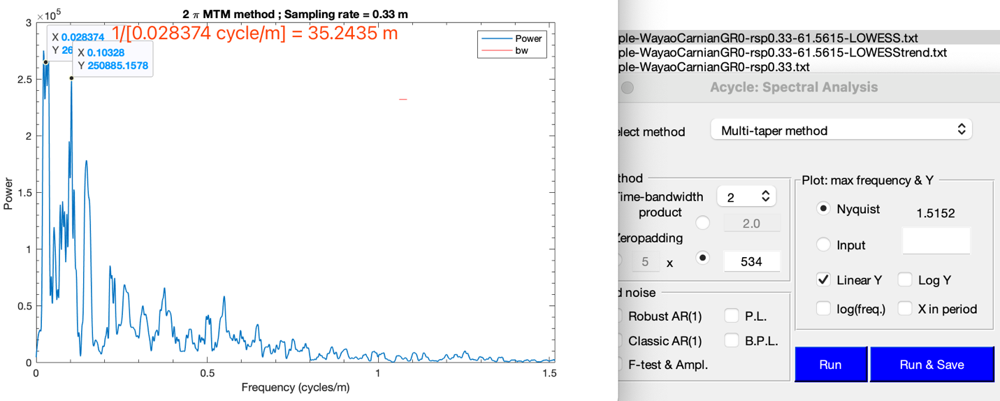 2 π MTM method ; Sampling rate = 0.33 m
×10⁵
1/[0.028374 cycle/m] = 35.2435 m
X 0.028374
Y 26
X 0.10328
Y 250885.1578
Power
bw
3
2.5
2
1.5
1
0.5
0
Power
0
0.5
1
1.5
Frequency (cycles/m)
ple-WayaoCarnianGR0-rsp0.33-61.5615-LOWESS.txt
ple-WayaoCarnianGR0-rsp0.33-61.5615-LOWESStrend.txt
ple-WayaoCarnianGR0-rsp0.33.txt
Acycle: Spectral Analysis
elect method
Multi-taper method
thod
Time-bandwidth
product
2
2.0
Zeropadding
5 x
534
d noise
Robust AR(1)
P.L.
Classic AR(1)
B.P.L.
F-test & Ampl.
Plot: max frequency & Y
Nyquist
1.5152
Input
Linear Y
Log Y
log(freq.)
X in period
Run
Run & Save